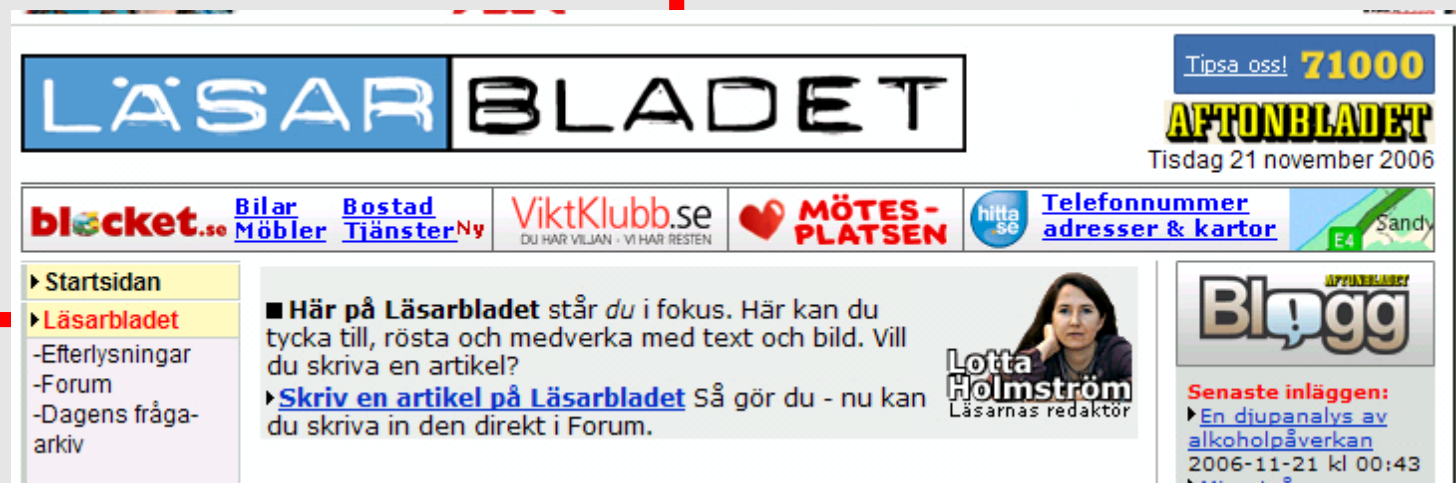 LÄSARBLADET
Tipsa oss! 71000
AFTONBLADET
Tisdag 21 november 2006
blocket.se
Bilar Bostad
Möbler Tjänster Ny
ViktKlubb.se
DU HAR VILJAN - VI HAR RESTEN
MÖTES-
PLATSEN
hitta
.se
Telefonnummer
adresser & kartor
E4
Sandy
Startsidan
Läsarbladet
-Efterlysningar
-Forum
-Dagens fråga-
arkiv
Här på Läsarbladet står du i fokus. Här kan du
tycka till, rösta och medverka med text och bild. Vill
du skriva en artikel?
Skriv en artikel på Läsarbladet Så gör du - nu kan
du skriva in den direkt i Forum.
Lotta
Holmström
Läsarnas redaktör
AFTONBLADET
Blogg
Senaste inläggen:
En djupanalys av
alkoholpåverkan
2006-11-21 kl 00:43